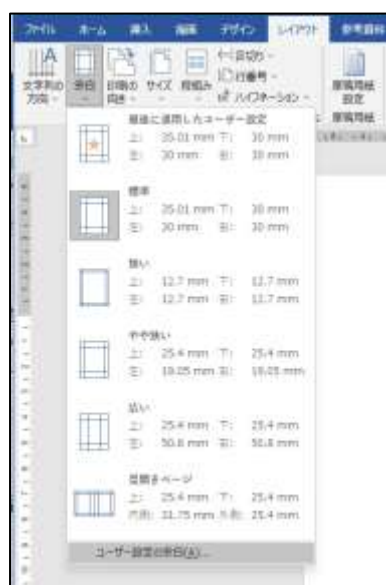 ファイル ホーム 挿入 描画 デザイン レイアウト 参考資料
文字列の方向 余白 印刷の向き サイズ 段組み
区切り
行番号
ハイフネーション
原稿用紙設定
原稿用紙
最後に適用したユーザー設定
上: 35.01 mm 下: 30 mm
左: 30 mm 右: 30 mm
標準
上: 35.01 mm 下: 30 mm
左: 30 mm 右: 30 mm
狭い
上: 12.7 mm 下: 12.7 mm
左: 12.7 mm 右: 12.7 mm
やや狭い
上: 25.4 mm 下: 25.4 mm
左: 19.05 mm 右: 19.05 mm
広い
上: 25.4 mm 下: 25.4 mm
左: 50.8 mm 右: 50.8 mm
見開きページ
上: 25.4 mm 下: 25.4 mm
内側: 31.75 mm 外側: 25.4 mm
ユーザー設定の余白(A)...